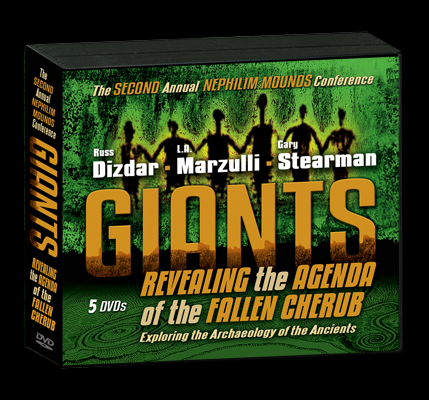 The
SECOND
Annual
NEPHILIM MOUNDS
Conference
GIANTS
REVEALING
the AGENDA
of the
FALLEN CHERUB
DVD
The SECOND Annual NEPHILIM MOUNDS Conference
Russ L.A. Gary
Dizdar · Marzulli · Stearman
GIANTS
REVEALING the AGENDA
5 DVDs of the FALLEN CHERUB
Exploring the Archaeology of the Ancients